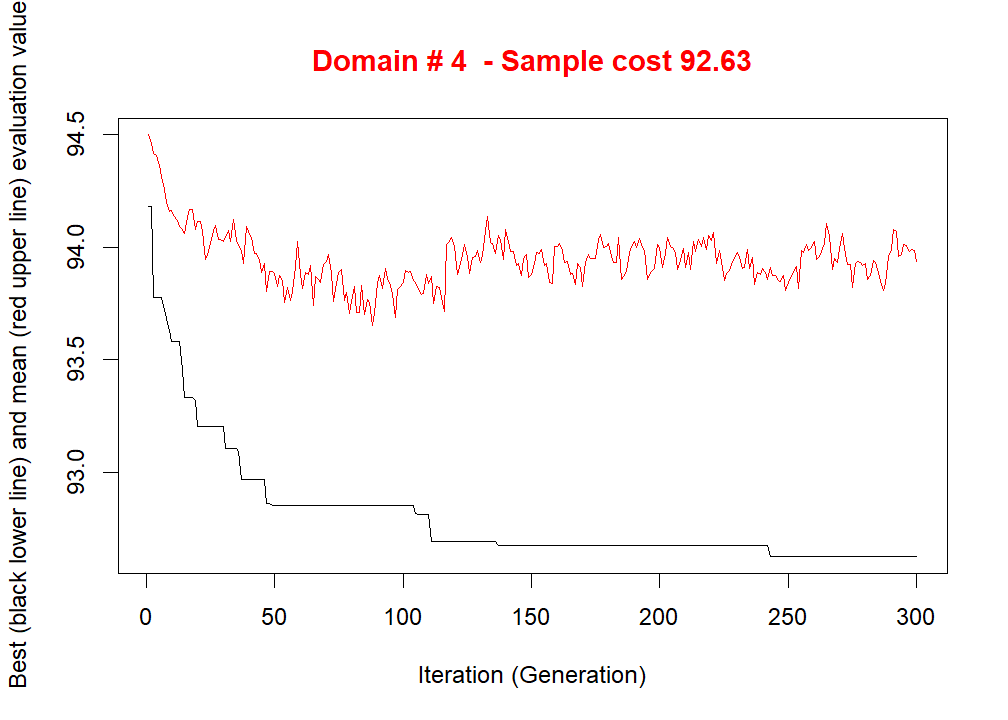 Domain # 4  - Sample cost 92.63
Best (black lower line) and mean (red upper line) evaluation value
94.5
94.0
93.5
93.0
0 50 100 150 200 250 300
Iteration (Generation)